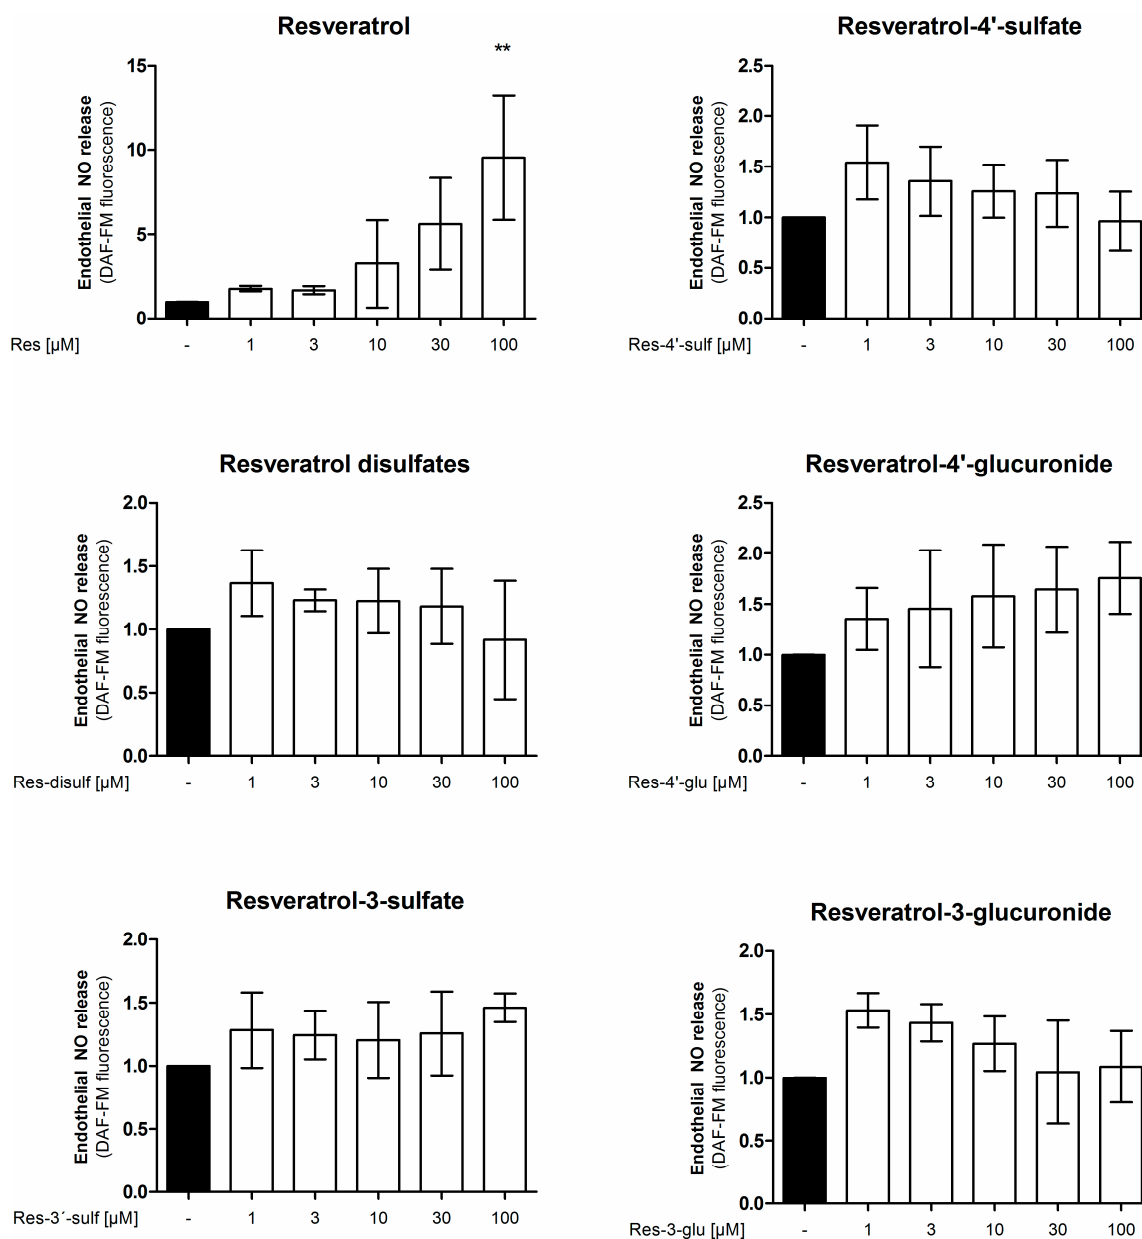 Resveratrol
**
Endothelial NO release
(DAF-FM fluorescence)
15
10
5
0
Res [µM]
- 1 3 10 30 100
Resveratrol-4'-sulfate
Endothelial NO release
(DAF-FM fluorescence)
2.5
2.0
1.5
1.0
0.5
0.0
Res-4'-sulf [µM]
- 1 3 10 30 100
Resveratrol disulfates
Endothelial NO release
(DAF-FM fluorescence)
2.0
1.5
1.0
0.5
0.0
Res-disulf [µM]
- 1 3 10 30 100
Resveratrol-4'-glucuronide
Endothelial NO release
(DAF-FM fluorescence)
2.5
2.0
1.5
1.0
0.5
0.0
Res-4'-glu [µM]
- 1 3 10 30 100
Resveratrol-3-sulfate
Endothelial NO release
(DAF-FM fluorescence)
2.0
1.5
1.0
0.5
0.0
Res-3´-sulf [µM]
- 1 3 10 30 100
Resveratrol-3-glucuronide
Endothelial NO release
(DAF-FM fluorescence)
2.0
1.5
1.0
0.5
0.0
Res-3-glu [µM]
- 1 3 10 30 100